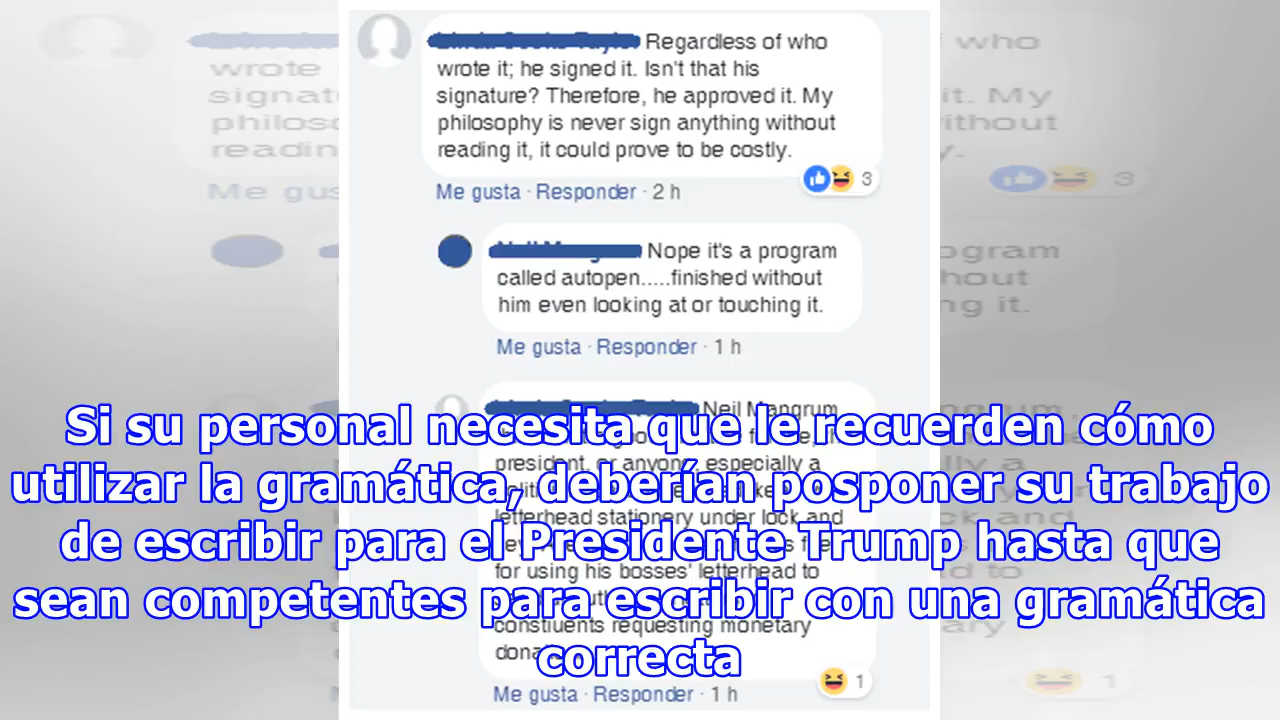 Regardless of who
wrote it; he signed it. Isn't that his
signature? Therefore, he approved it. My
philosophy is never sign anything without
reading it, it could prove to be costly.
3
Me gusta · Responder · 2 h
Nope it's a program
called autopen.....finished without
him even looking at or touching it.
Me gusta · Responder · 1 h
Neil Mangrum
president, or anyone, especially a
letterhead stationery under lock and
for using his bosses' letterhead to
constiuents requesting monetary
1
Me gusta · Responder · 1 h
Si su personal necesita que le recuerden cómo
utilizar la gramática, deberían posponer su trabajo
de escribir para el Presidente Trump hasta que
sean competentes para escribir con una gramática
correcta